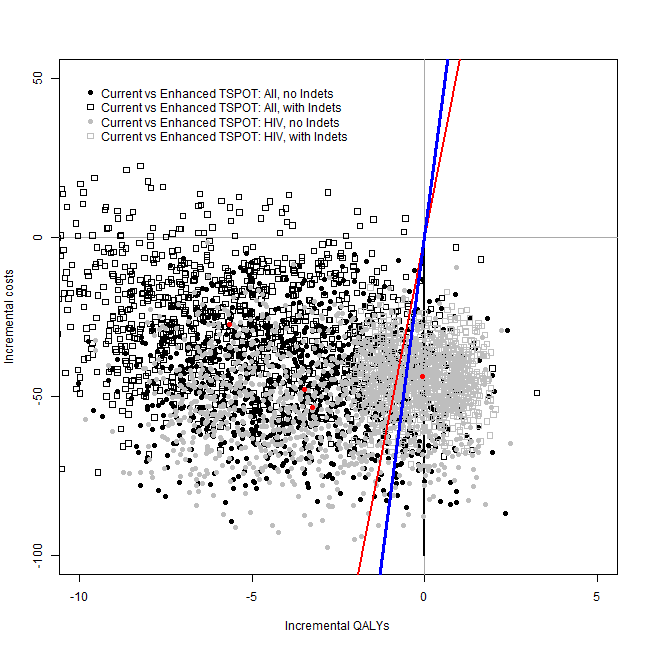 Current vs Enhanced TSPOT: All, no Indets
Current vs Enhanced TSPOT: All, with Indets
Current vs Enhanced TSPOT: HIV, no Indets
Current vs Enhanced TSPOT: HIV, with Indets
50
0
-50
-100
Incremental costs
-10
-5
0
5
Incremental QALYs